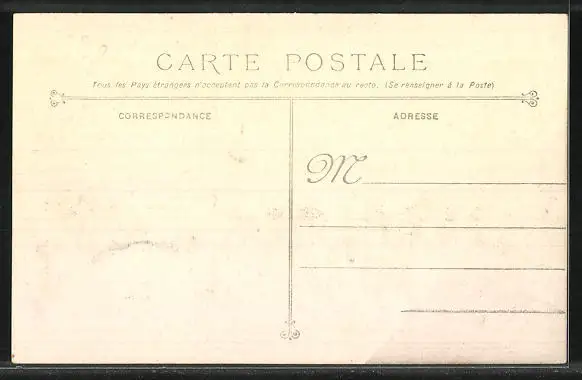 CARTE POSTALE
Tous les Pays étrangers n'acceptent pas la Correspondance au recto. (Se renseigner à la Poste)
CORRESPONDANCE
ADRESSE
M